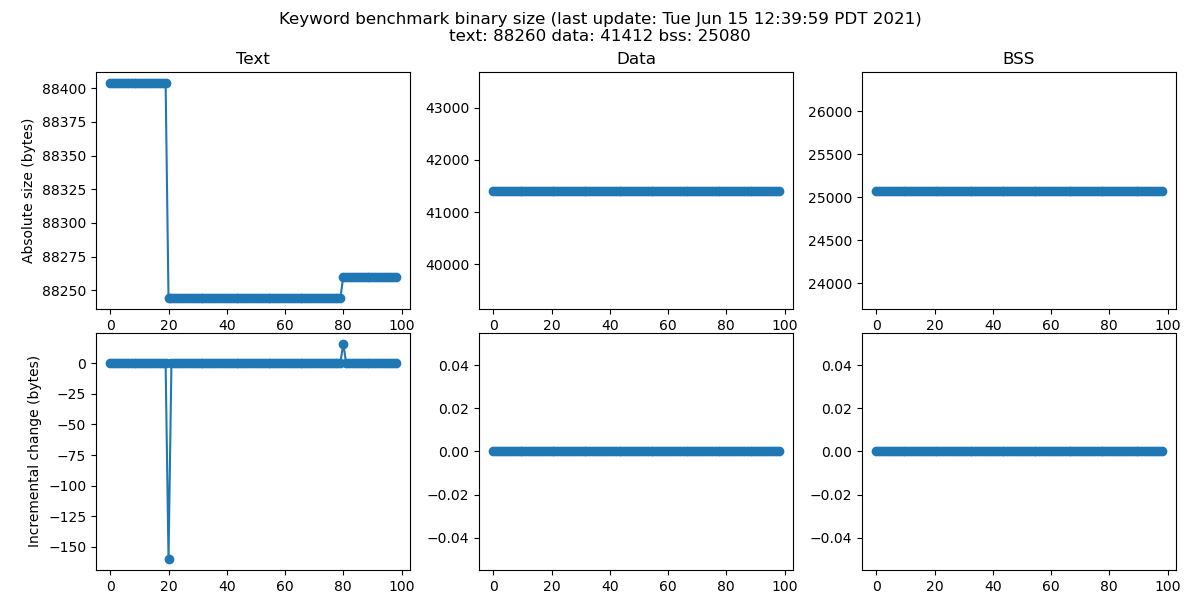 Keyword benchmark binary size (last update: Tue Jun 15 12:39:59 PDT 2021)
text: 88260 data: 41412 bss: 25080
Text
Absolute size (bytes)
88400
88375
88350
88325
88300
88275
88250
0 20 40 60 80 100
Data
43000
42000
41000
40000
0 20 40 60 80 100
BSS
26000
25500
25000
24500
24000
0 20 40 60 80 100
Incremental change (bytes)
0
−25
−50
−75
−100
−125
−150
0 20 40 60 80 100
0.04
0.02
0.00
−0.02
−0.04
0 20 40 60 80 100
0.04
0.02
0.00
−0.02
−0.04
0 20 40 60 80 100